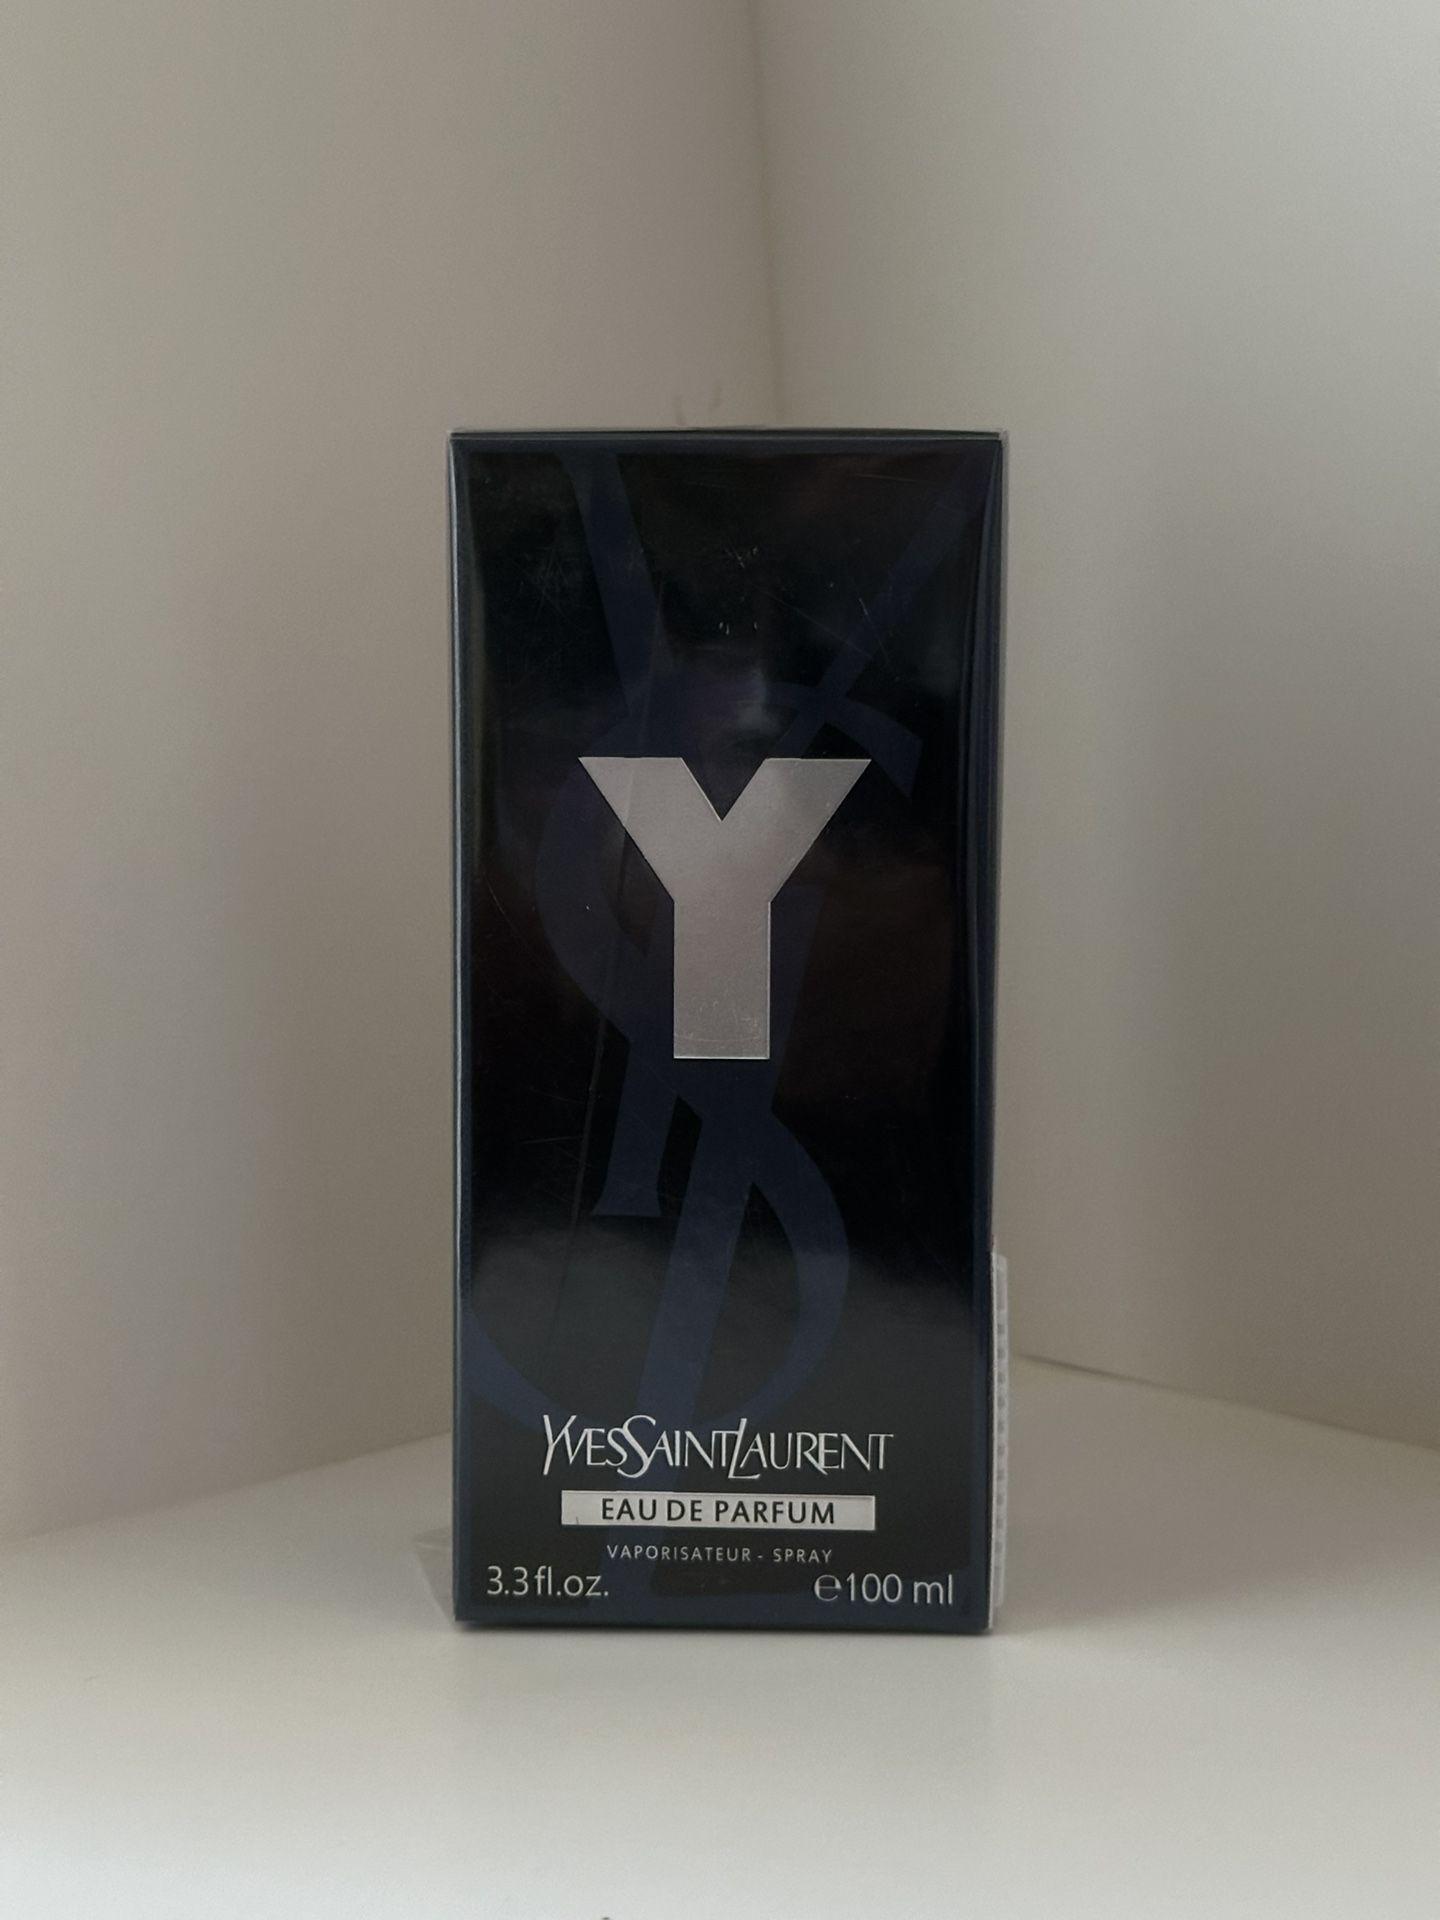 Y
YVESSAINTLAURENT
EAU DE PARFUM
VAPORISATEUR - SPRAY
3.3fl.oz. ℮100 ml